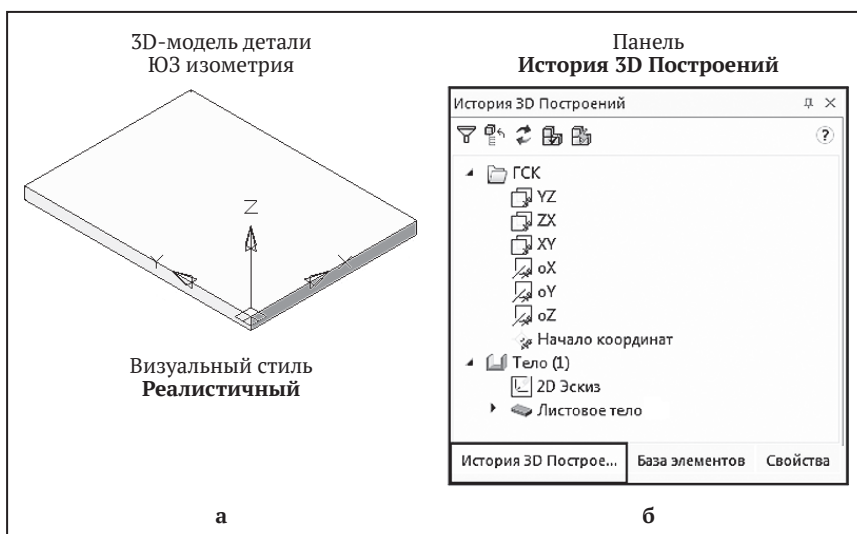 3D-модель детали
ЮЗ изометрия
Z
Y
X
Визуальный стиль
Реалистичный
а
Панель
История 3D Построений
История 3D Построений
?
ГСК
YZ
ZX
XY
oX
oY
oZ
Начало координат
Тело (1)
2D Эскиз
Листовое тело
История 3D Построе...
База элементов
Свойства
б